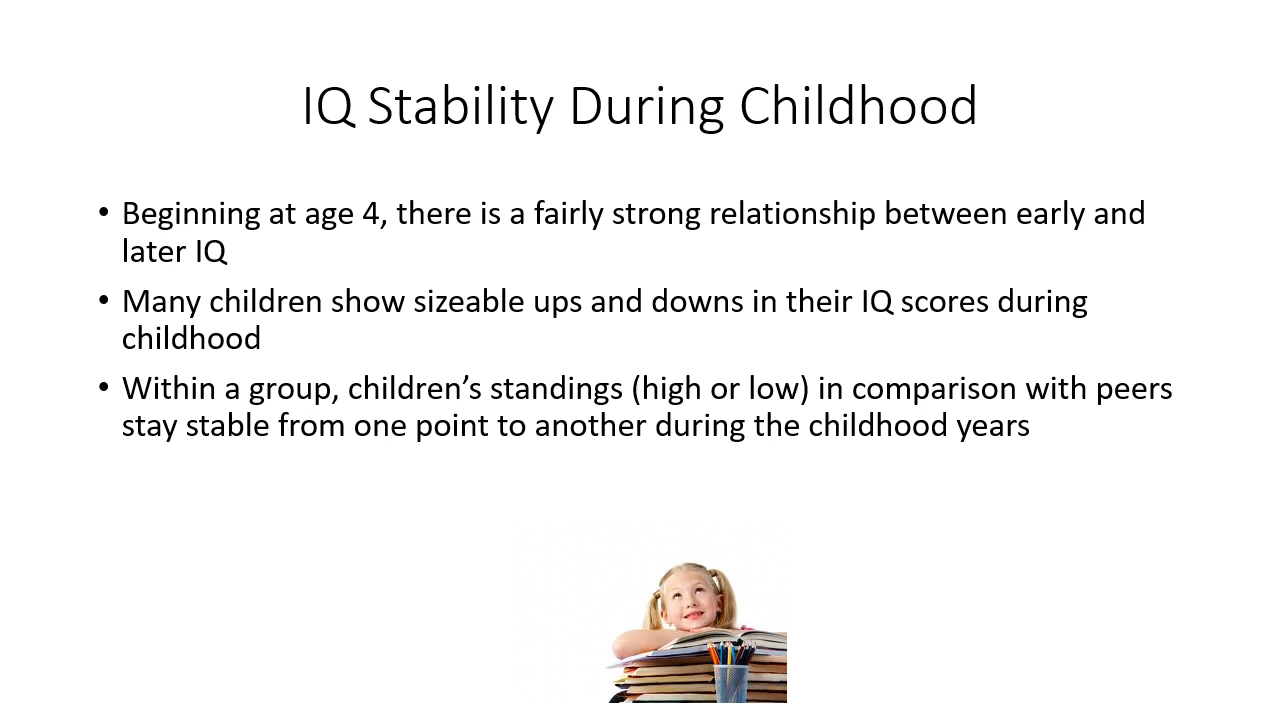 IQ Stability During Childhood
• Beginning at age 4, there is a fairly strong relationship between early and
later IQ
• Many children show sizeable ups and downs in their IQ scores during
childhood
• Within a group, children’s standings (high or low) in comparison with peers
stay stable from one point to another during the childhood years